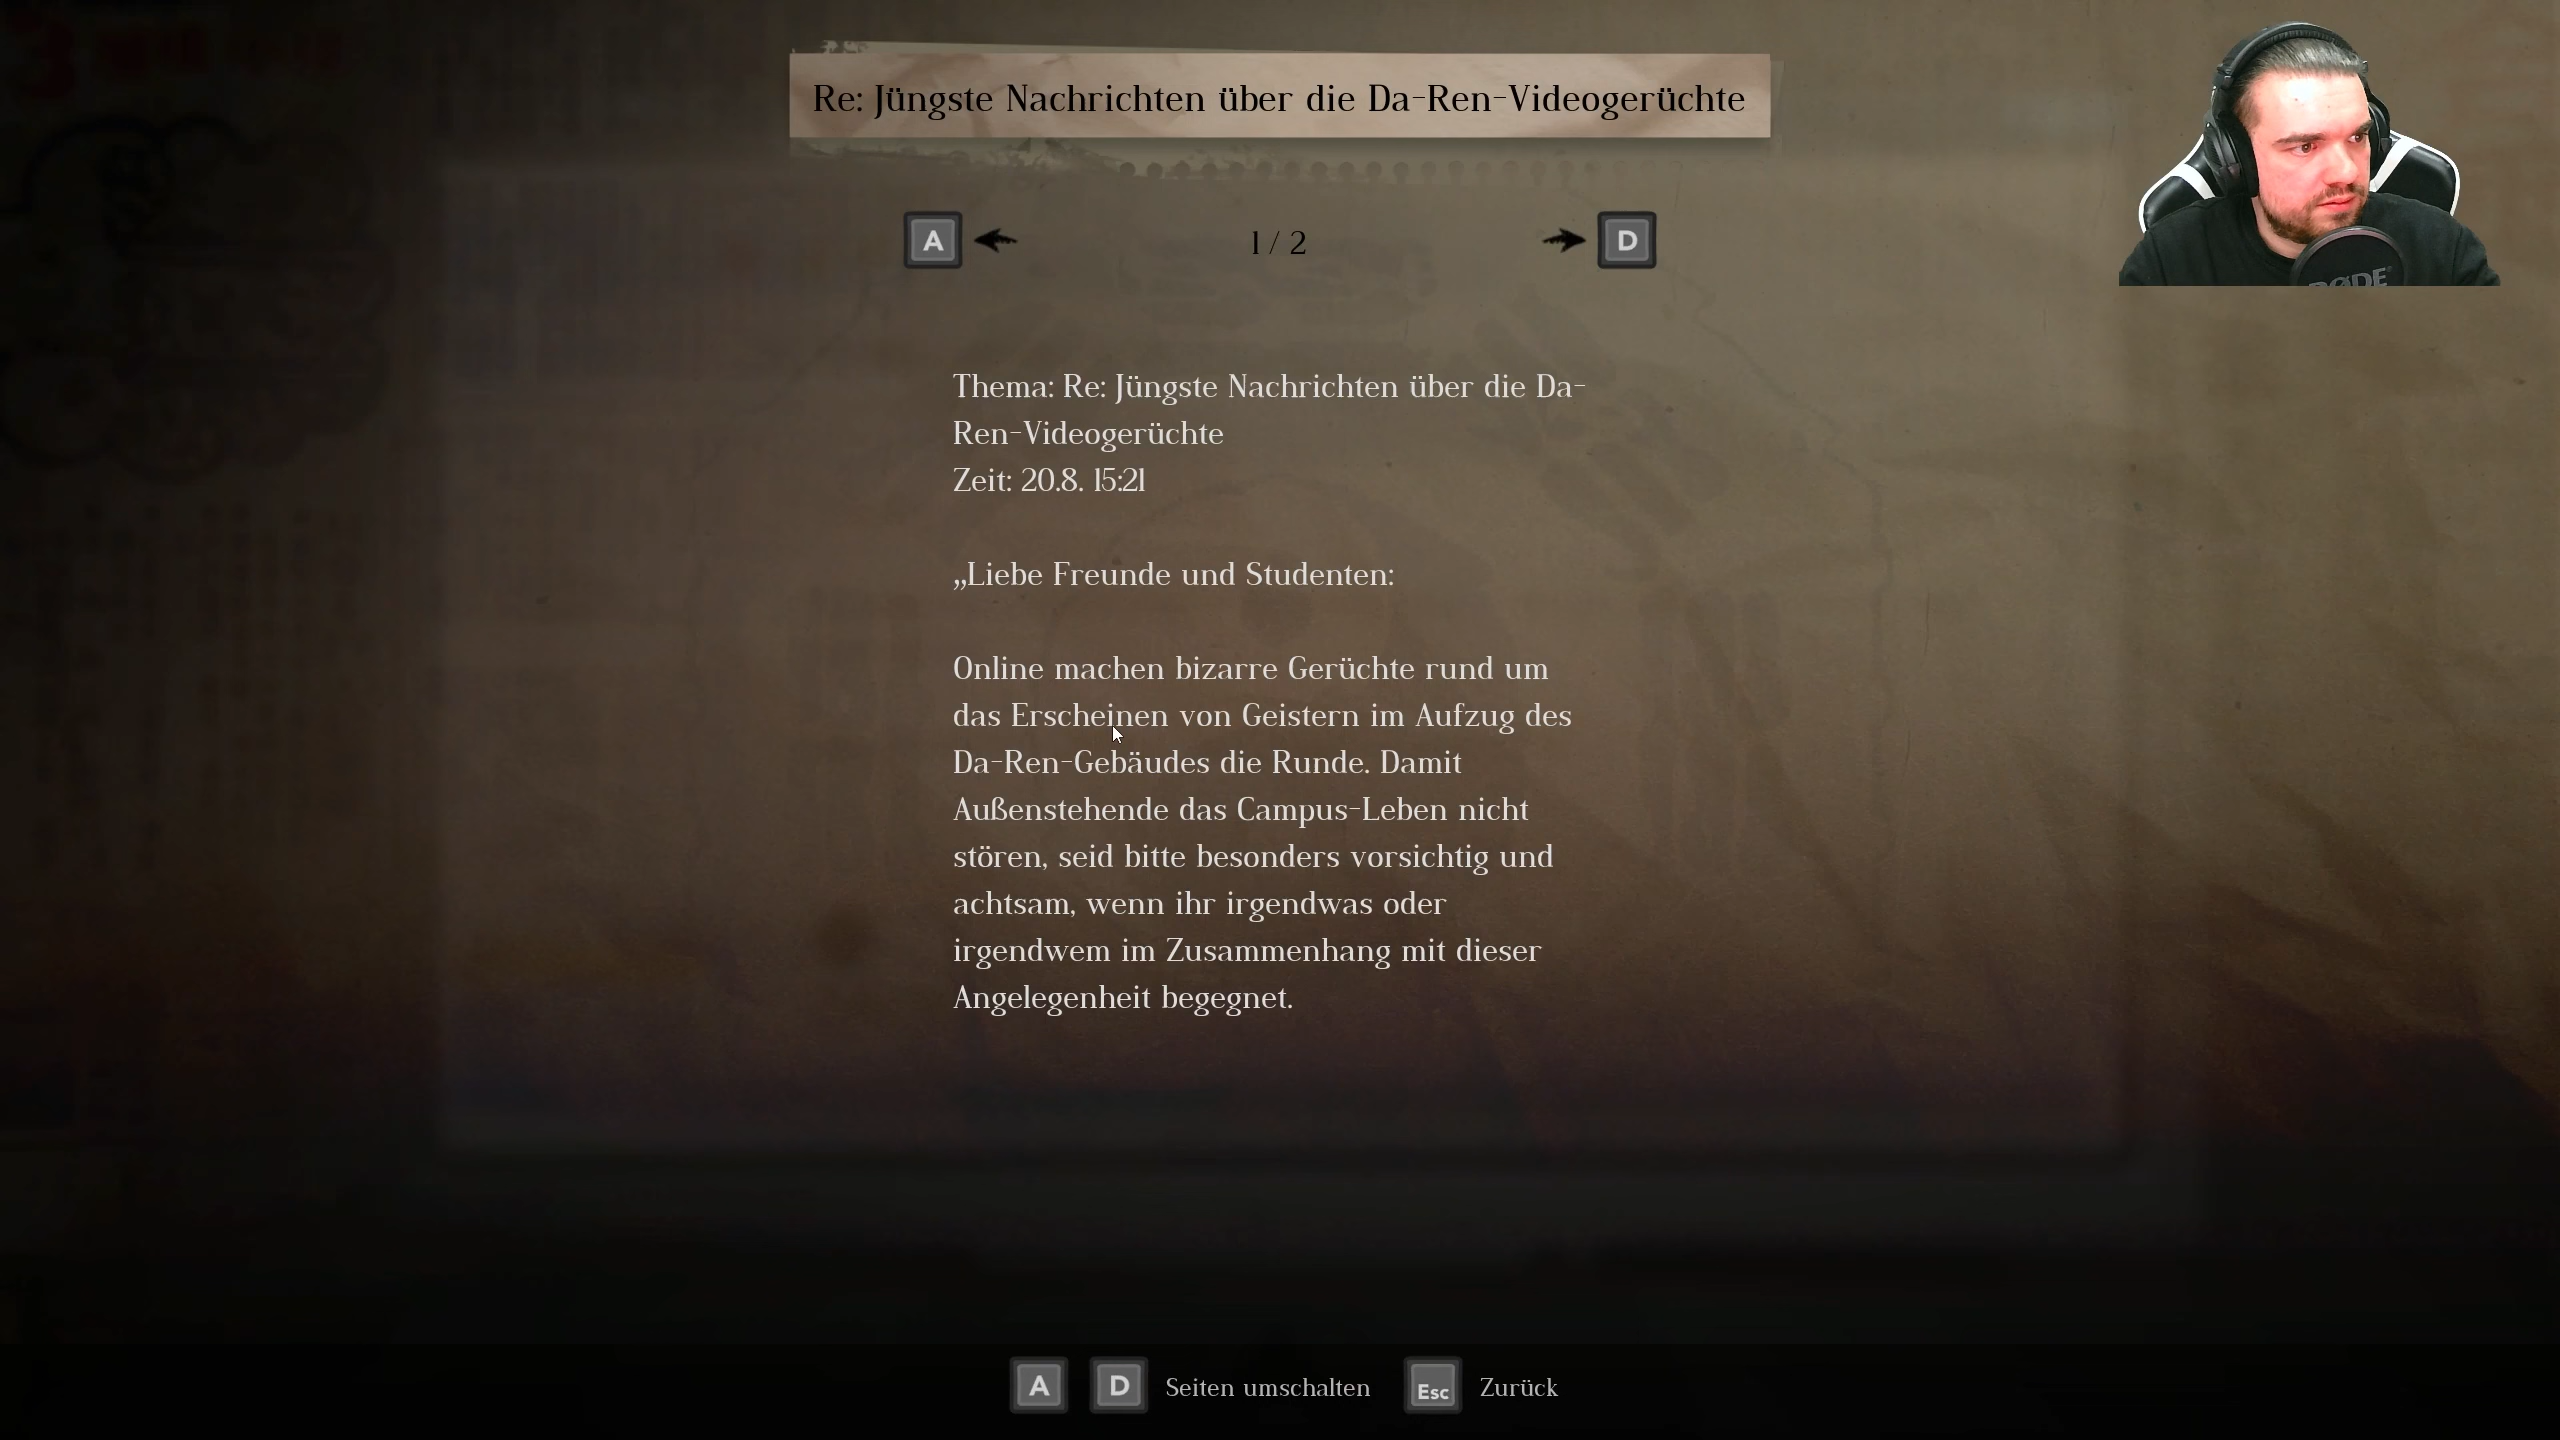 Re: Jüngste Nachrichten über die Da-Ren-Videogerüchte
A
1 / 2
D
Thema: Re: Jüngste Nachrichten über die Da-
Ren-Videogerüchte
Zeit: 20.8. 15:21
„Liebe Freunde und Studenten:
Online machen bizarre Gerüchte rund um
das Erscheinen von Geistern im Aufzug des
Da-Ren-Gebäudes die Runde. Damit
Außenstehende das Campus-Leben nicht
stören, seid bitte besonders vorsichtig und
achtsam, wenn ihr irgendwas oder
irgendwem im Zusammenhang mit dieser
Angelegenheit begegnet.
A D Seiten umschalten Esc Zurück
RØDE